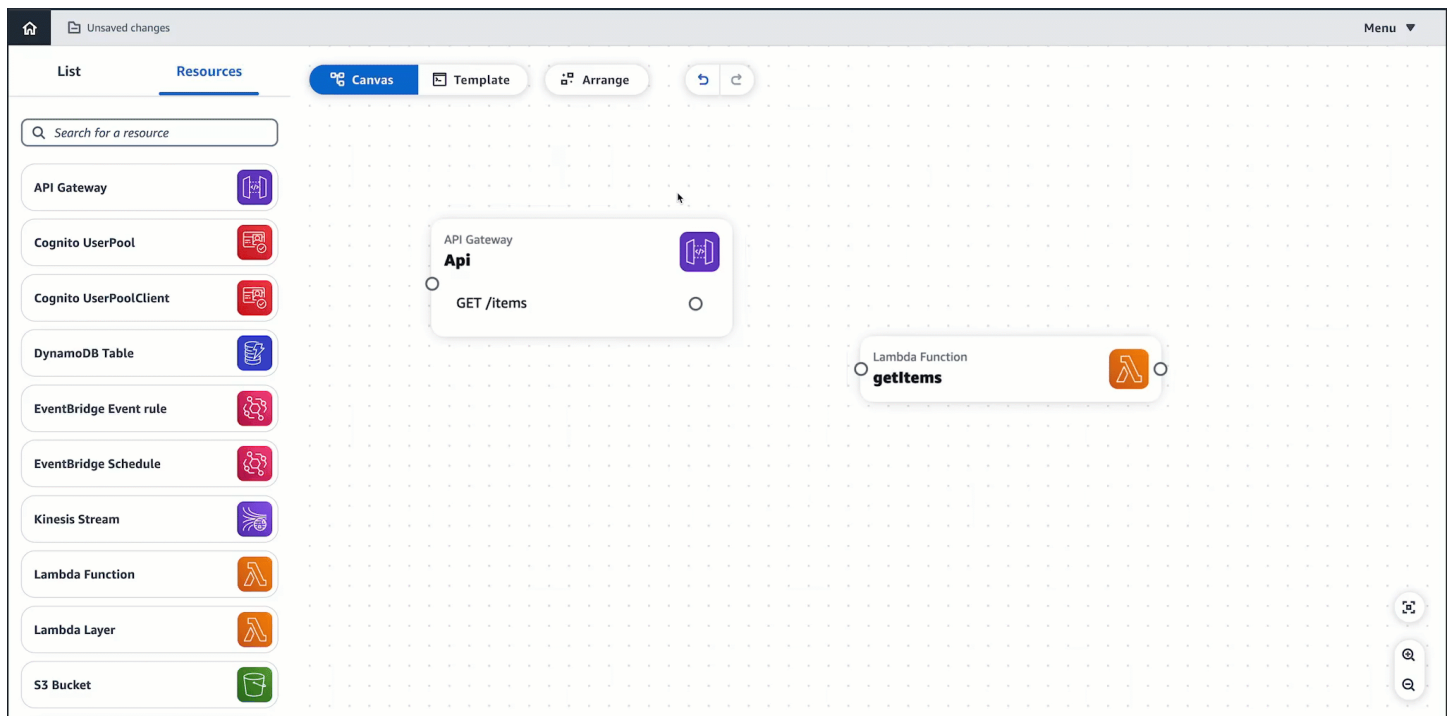 Unsaved changes
Menu
List
Resources
Canvas
Template
Arrange
Search for a resource
API Gateway
Cognito UserPool
Cognito UserPoolClient
DynamoDB Table
EventBridge Event rule
EventBridge Schedule
Kinesis Stream
Lambda Function
Lambda Layer
S3 Bucket
API Gateway
Api
GET /items
Lambda Function
getItems